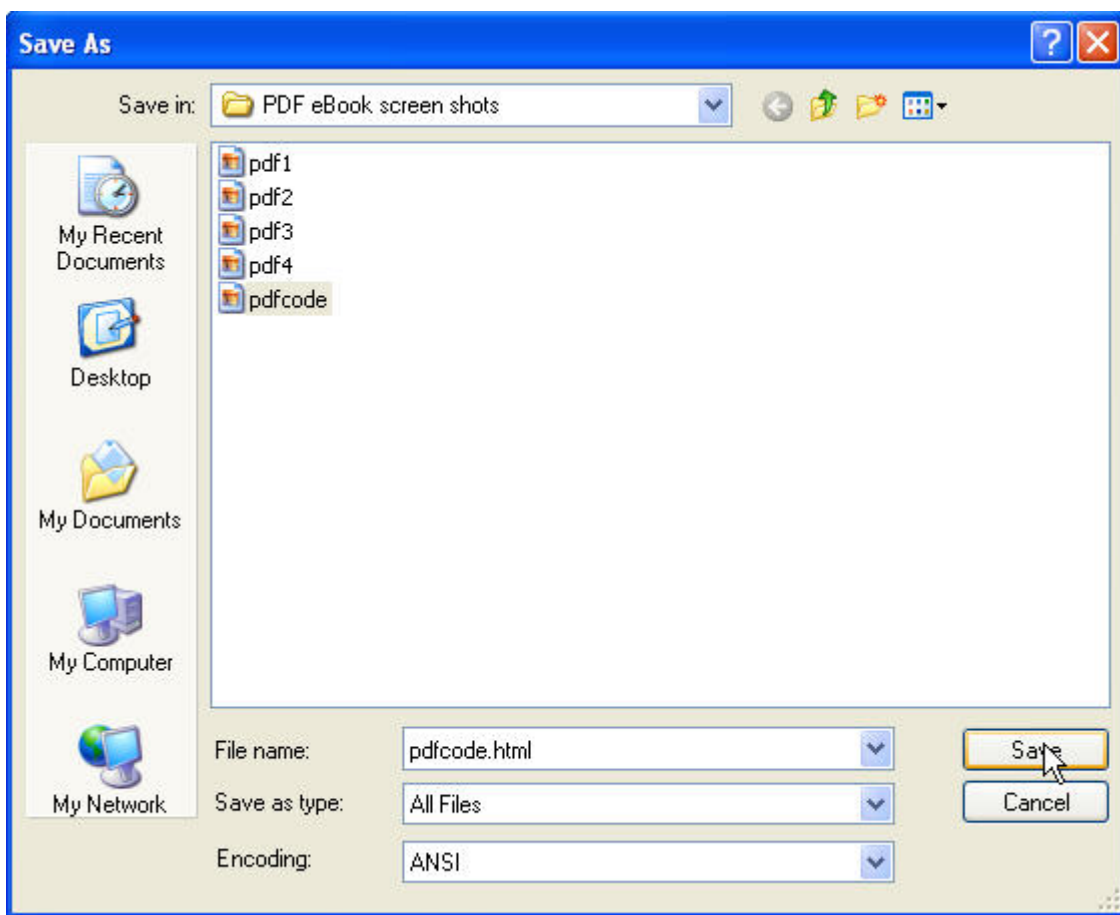 Save As
Save in:
PDF eBook screen shots
My Recent
Documents
Desktop
My Documents
My Computer
My Network
pdf1
pdf2
pdf3
pdf4
pdfcode
File name:
pdfcode.html
Save
Save as type:
All Files
Cancel
Encoding:
ANSI